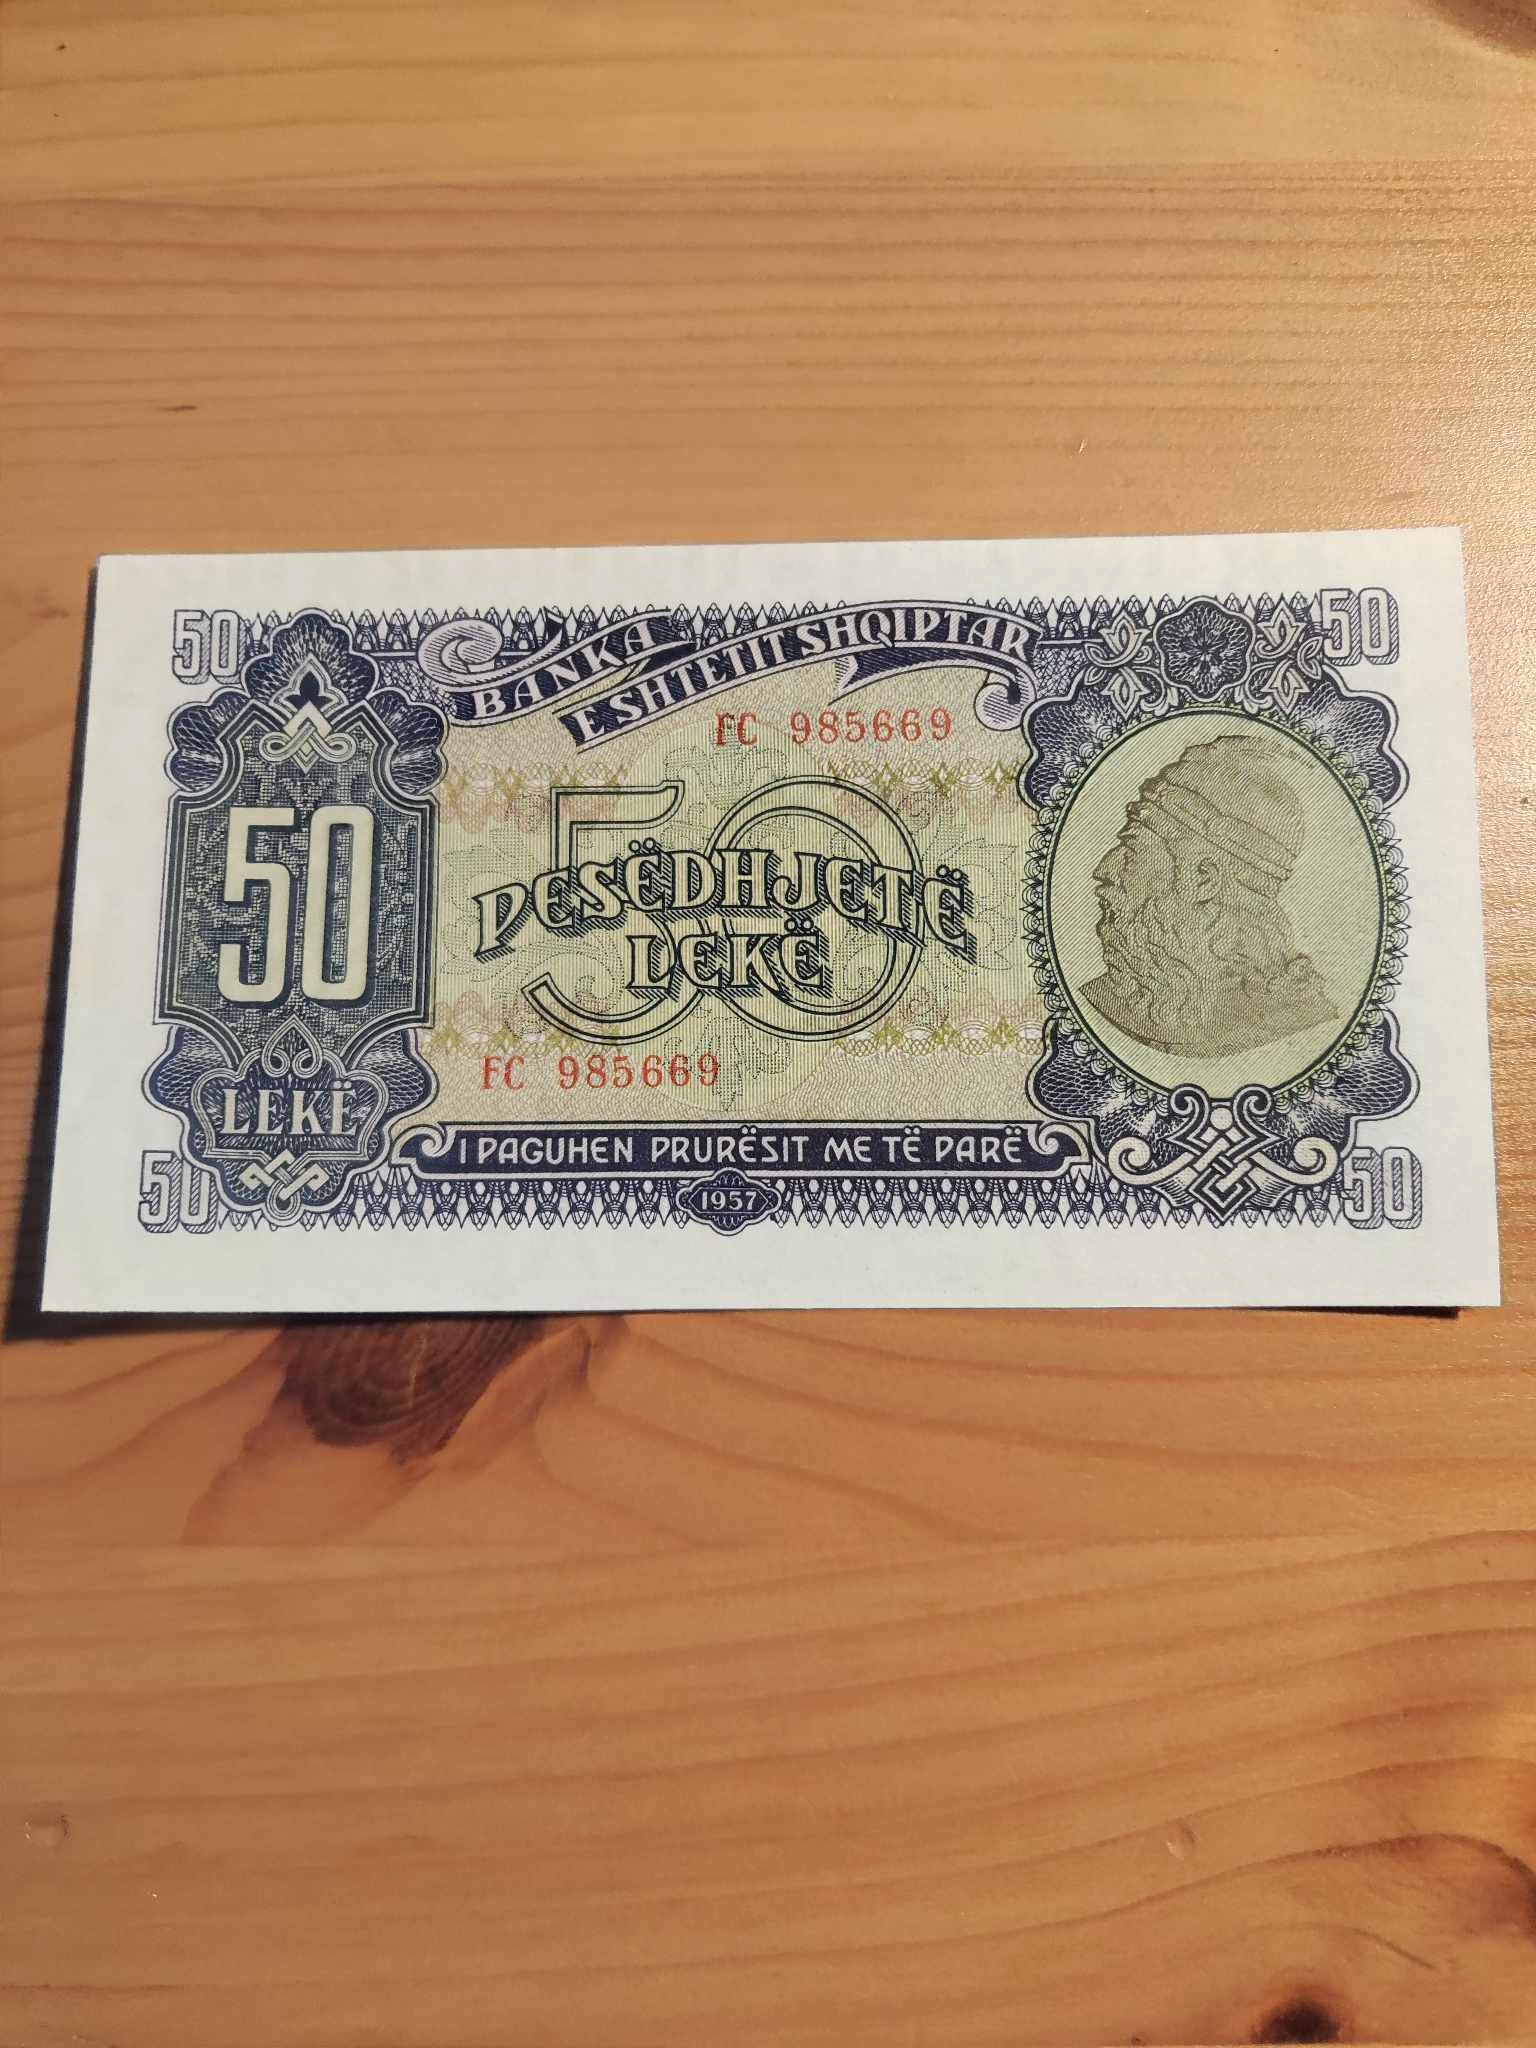 50
50
BANKA
E SHTETIT SHQIPTAR
FC 985669
50
50
PESËDHJETË
LEKË
FC 985669
LEKË
I PAGUHEN PRURËSIT ME TË PARË
50
1957
50